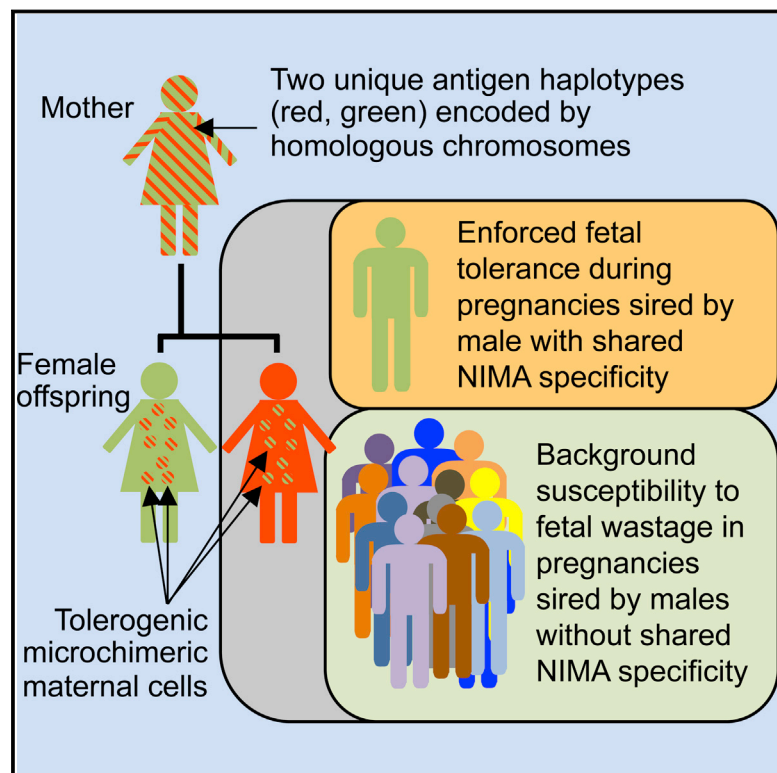 Mother
Two unique antigen haplotypes
(red, green) encoded by
homologous chromosomes
Enforced fetal
tolerance during
pregnancies sired by
male with shared
NIMA specificity
Female
offspring
Background
susceptibility to
fetal wastage in
pregnancies
sired by males
without shared
NIMA specificity
Tolerogenic
microchimeric
maternal cells